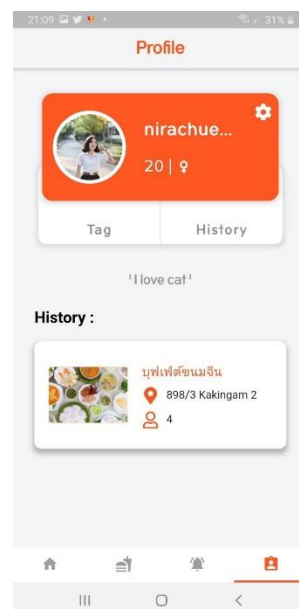 21:09
31%
Profile
nirachue...
20 | ♀
Tag
History
'I love cat'
History :
บุฟเฟ่ต์ขนมจีน
898/3 Kakingam 2
4